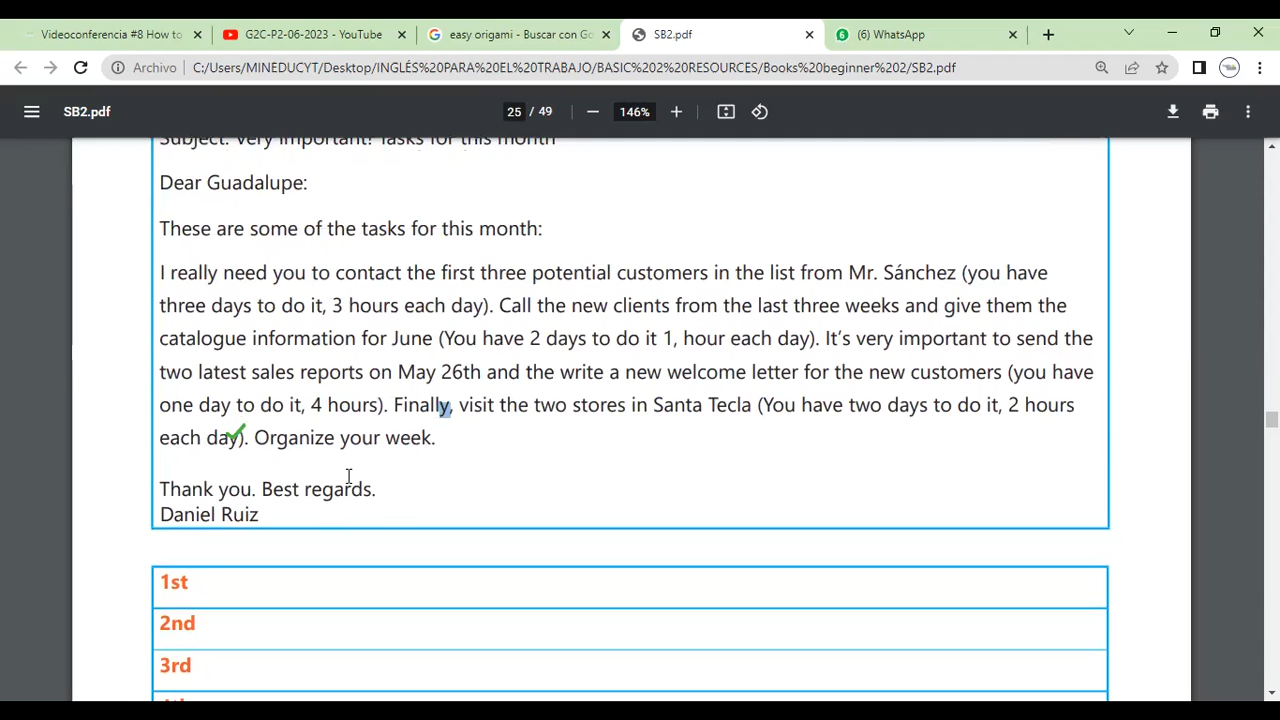 Videoconferencia #8 How to
G2C-P2-06-2023 - YouTube
easy origami - Buscar con Go
SB2.pdf
(6) WhatsApp
Archivo
C:/Users/MINEDUCYT/Desktop/INGLÉS%20PARA%20EL%20TRABAJO/BASIC%202%20RESOURCES/Books%20beginner%202/SB2.pdf
SB2.pdf
25 / 49
146%
Subject: Very important! Tasks for this month
Dear Guadalupe:
These are some of the tasks for this month:
I really need you to contact the first three potential customers in the list from Mr. Sánchez (you have
three days to do it, 3 hours each day). Call the new clients from the last three weeks and give them the
catalogue information for June (You have 2 days to do it 1, hour each day). It’s very important to send the
two latest sales reports on May 26th and the write a new welcome letter for the new customers (you have
one day to do it, 4 hours). Finally, visit the two stores in Santa Tecla (You have two days to do it, 2 hours
each day). Organize your week.
Thank you. Best regards.
Daniel Ruiz
1st
2nd
3rd